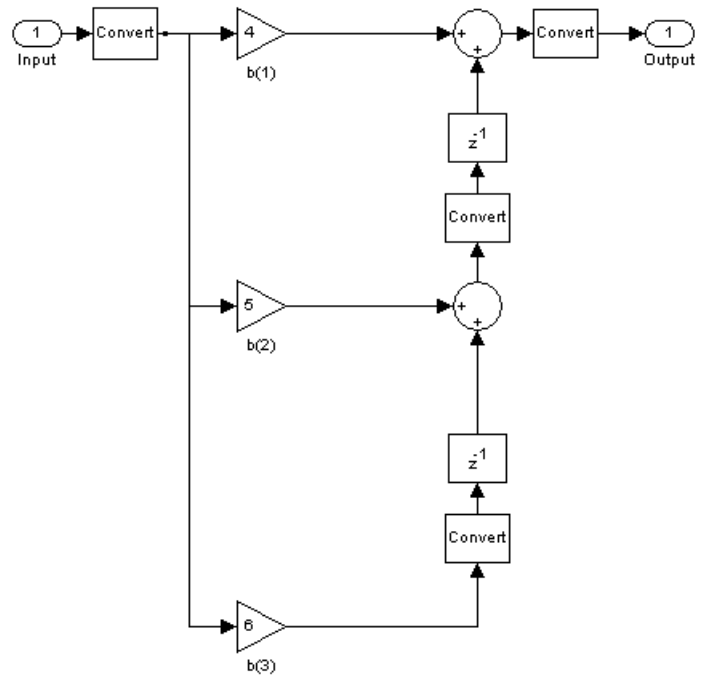 1
Input
Convert
4
b(1)
+
+
Convert
1
Output
z-1
Convert
5
b(2)
+
+
z-1
Convert
6
b(3)